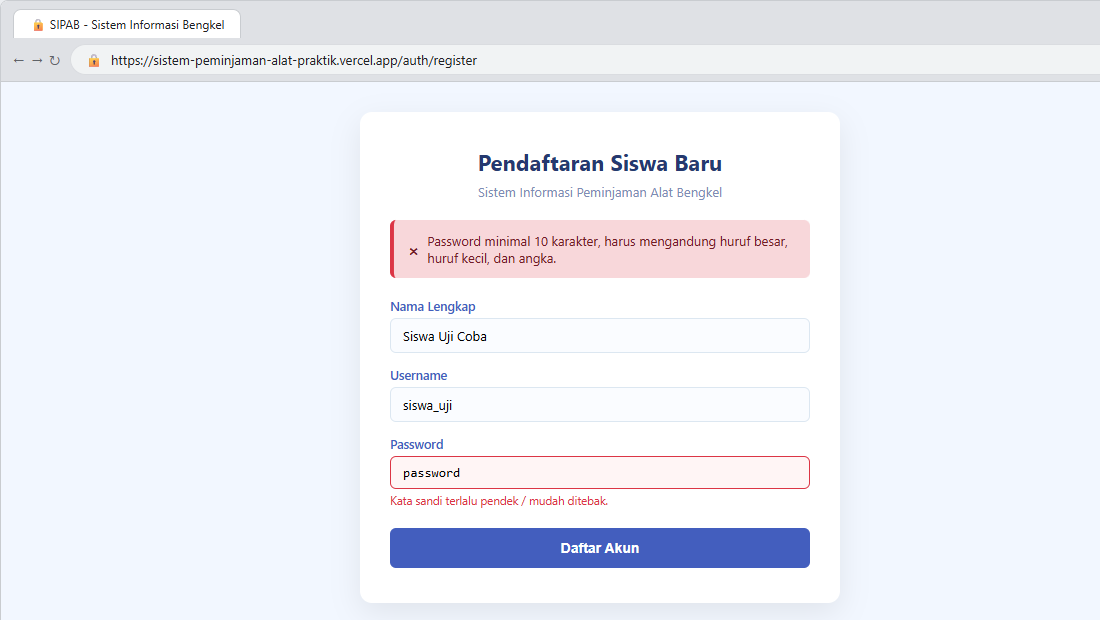 SIPAB - Sistem Informasi Bengkel
https://sistem-peminjaman-alat-praktik.vercel.app/auth/register
Pendaftaran Siswa Baru
Sistem Informasi Peminjaman Alat Bengkel
Password minimal 10 karakter, harus mengandung huruf besar,
huruf kecil, dan angka.
Nama Lengkap
Siswa Uji Coba
Username
siswa_uji
Password
password
Kata sandi terlalu pendek / mudah ditebak.
Daftar Akun